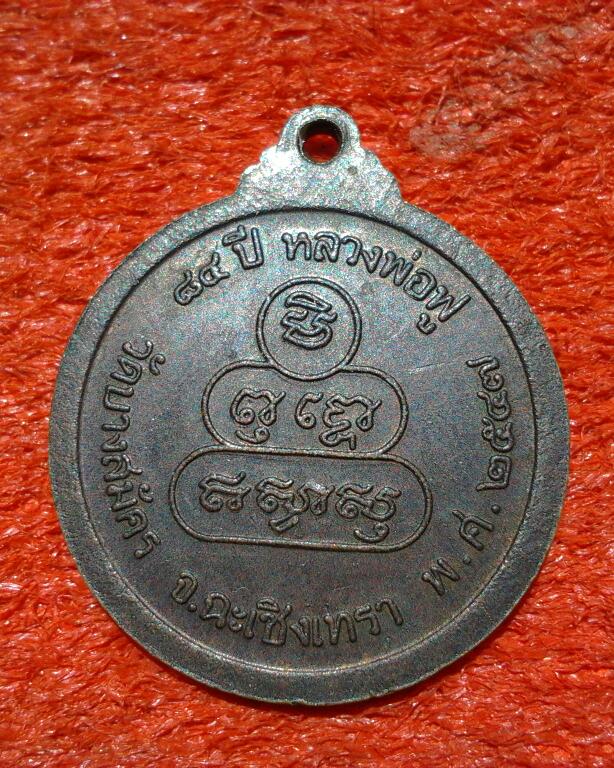 ๘๔ ปี หลวงพ่อฟู
วัดบางสมัคร จ.ฉะเชิงเทรา พ.ศ. ๒๕๔๗